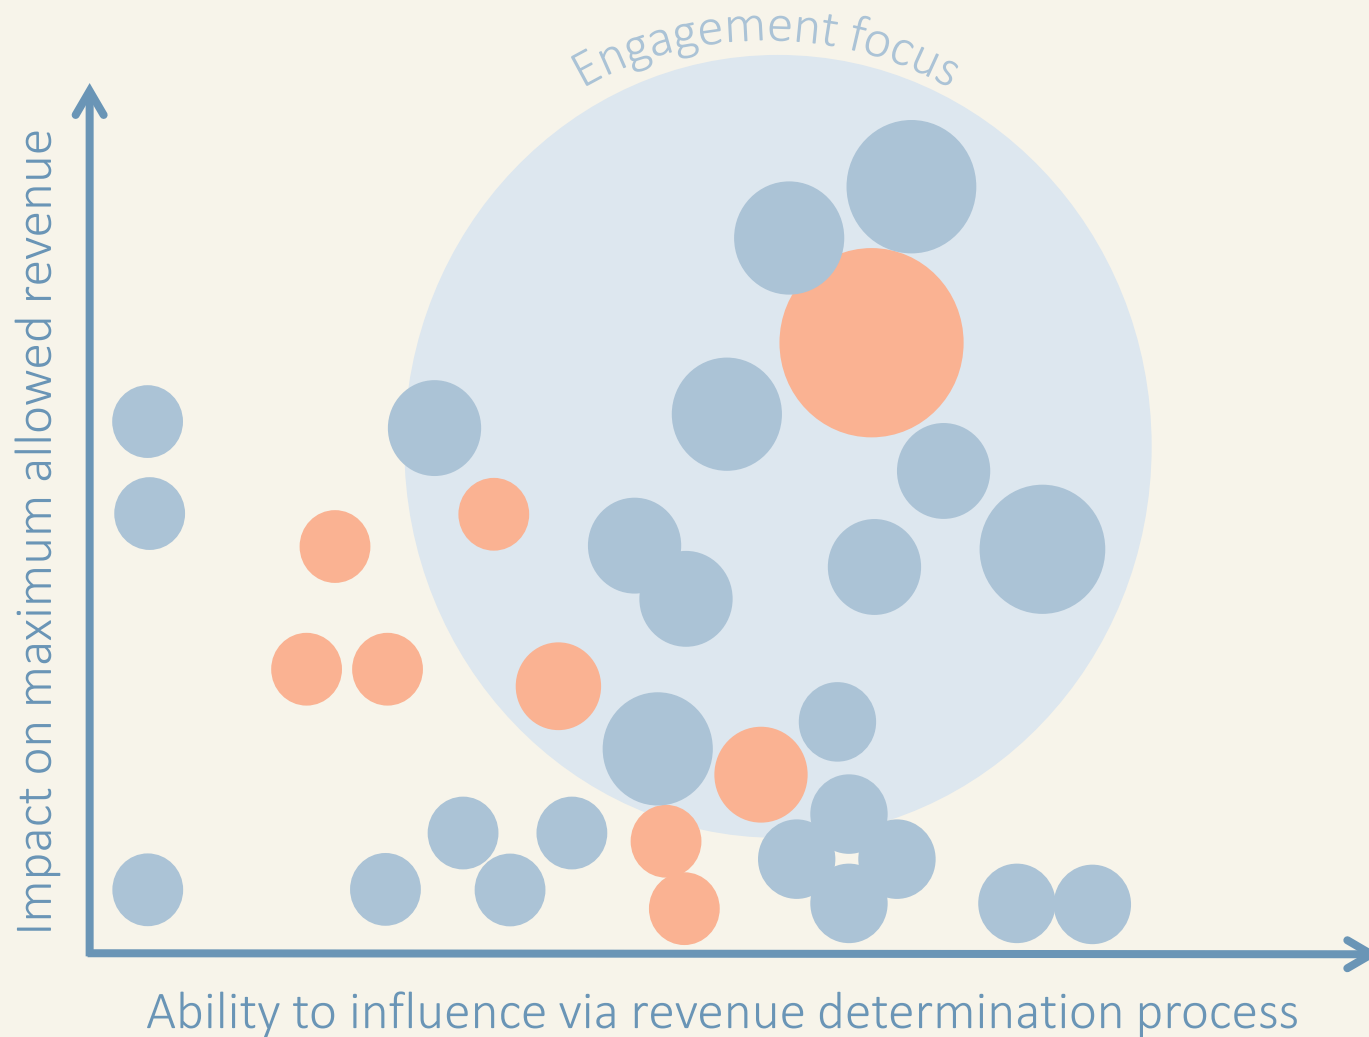 Engagement focus
Impact on maximum allowed revenue
Ability to influence via revenue determination process